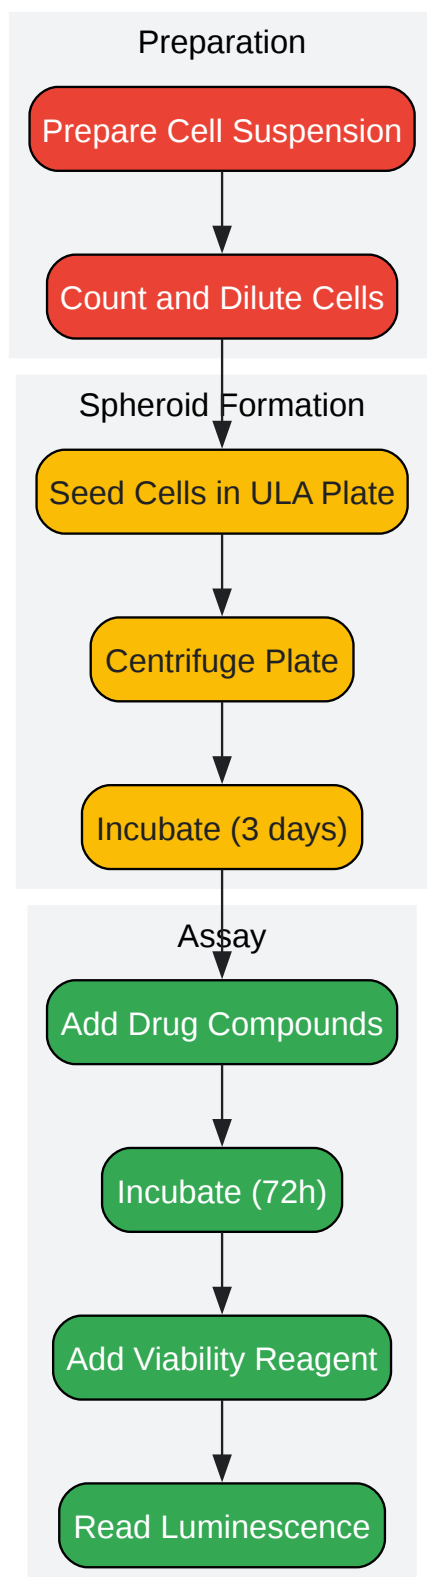 Preparation
Prepare Cell Suspension
Count and Dilute Cells
Spheroid Formation
Seed Cells in ULA Plate
Centrifuge Plate
Incubate (3 days)
Assay
Add Drug Compounds
Incubate (72h)
Add Viability Reagent
Read Luminescence